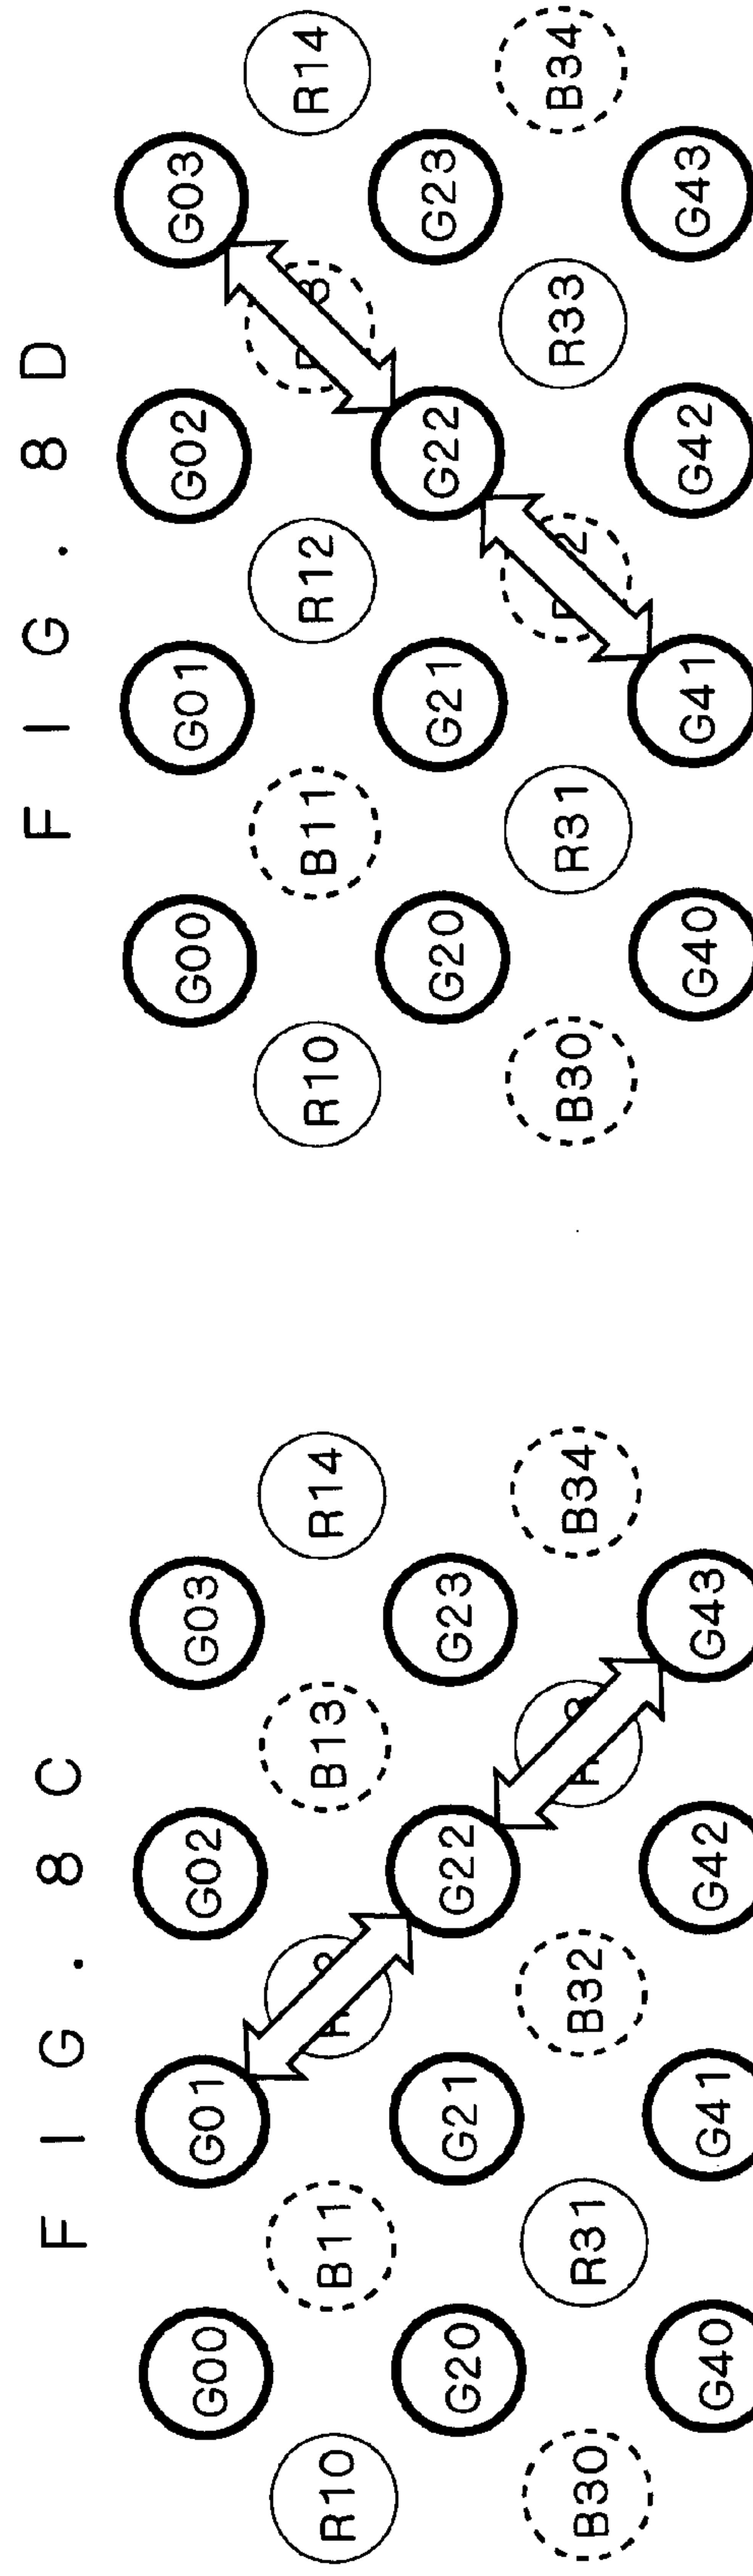 FIG. 8C
G00 G01 G02 G03
R10 B11 B13 R14
G20 G21 G22 G23
B30 R31 B32 B34
G40 G41 G42 G43
FIG. 8D
G00 G01 G02 G03
R10 B11 R12 R14
G20 G21 G22 G23
B30 R31 R33 B34
G40 G41 G42 G43